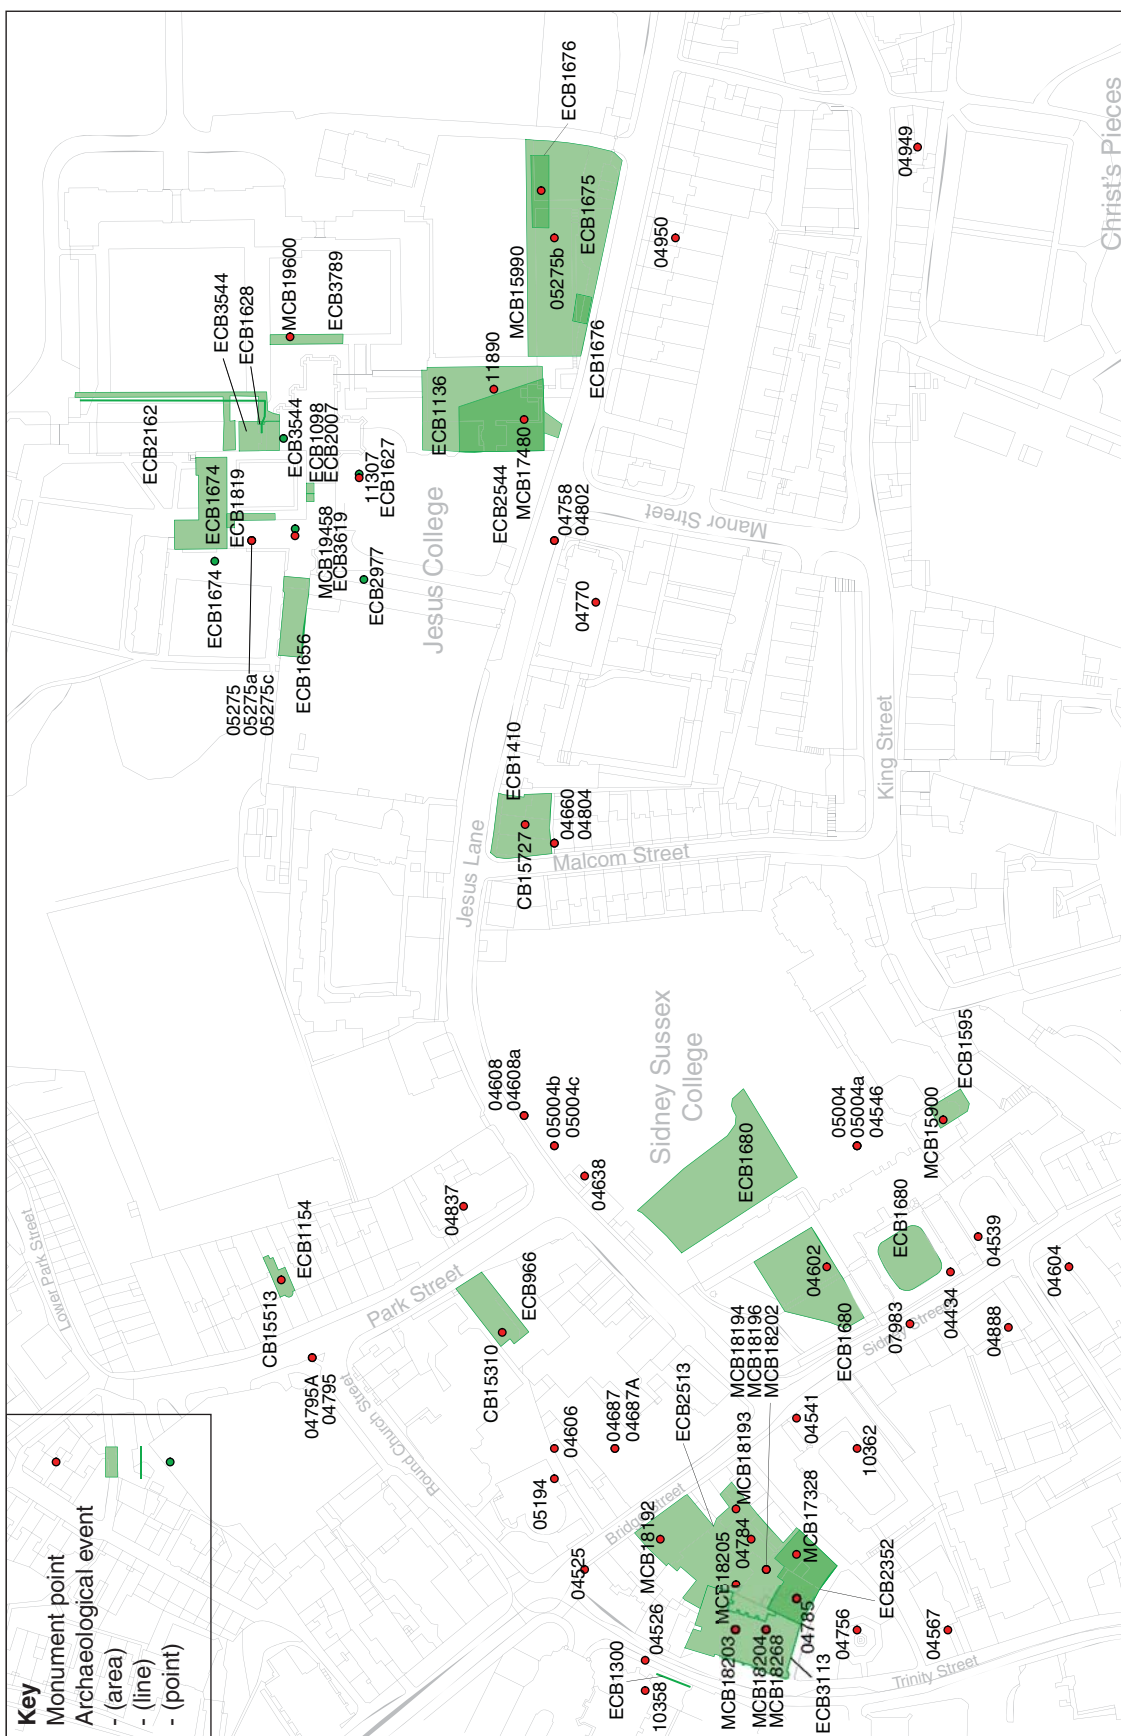 Key
Monument point
Archaeological event
- (area)
- (line)
- (point)
Lower Park Street
CB15513
ECB1154
04795A
04795
Park Street
Round Church Street
04837
CB15310
ECB966
04606
05194
04687
04687A
04525
Bridge Street
MCB18192
ECB2513
MCB18193
MCB18194
MCB18196
MCB18202
04784
MCB18205
04526
ECB1300
10358
MCB18203
MCB18204
MCB18268
ECB3113
04785
04756
04567
Trinity Street
ECB2352
MCB17328
10362
04541
Sidney Street
04888
07983
04434
04539
04604
ECB1680
04602
ECB1680
ECB1680
MCB15900
ECB1595
05004
05004a
04546
Sidney Sussex
College
04638
05004b
05004c
04608
04608a
Jesus Lane
CB15727
ECB1410
04660
04804
Malcom Street
King Street
05275
05275a
05275c
ECB1656
ECB1674
ECB1674
ECB1819
ECB2162
MCB19458
ECB3619
ECB2977
Jesus College
11307
ECB1627
ECB3544
ECB1098
ECB2007
ECB3544
ECB1628
MCB19600
ECB3789
ECB1136
11890
ECB2544
MCB17480
04758
04802
04770
Manor Street
MCB15990
05275b
ECB1675
ECB1676
ECB1676
04950
04949
Christ's Pieces